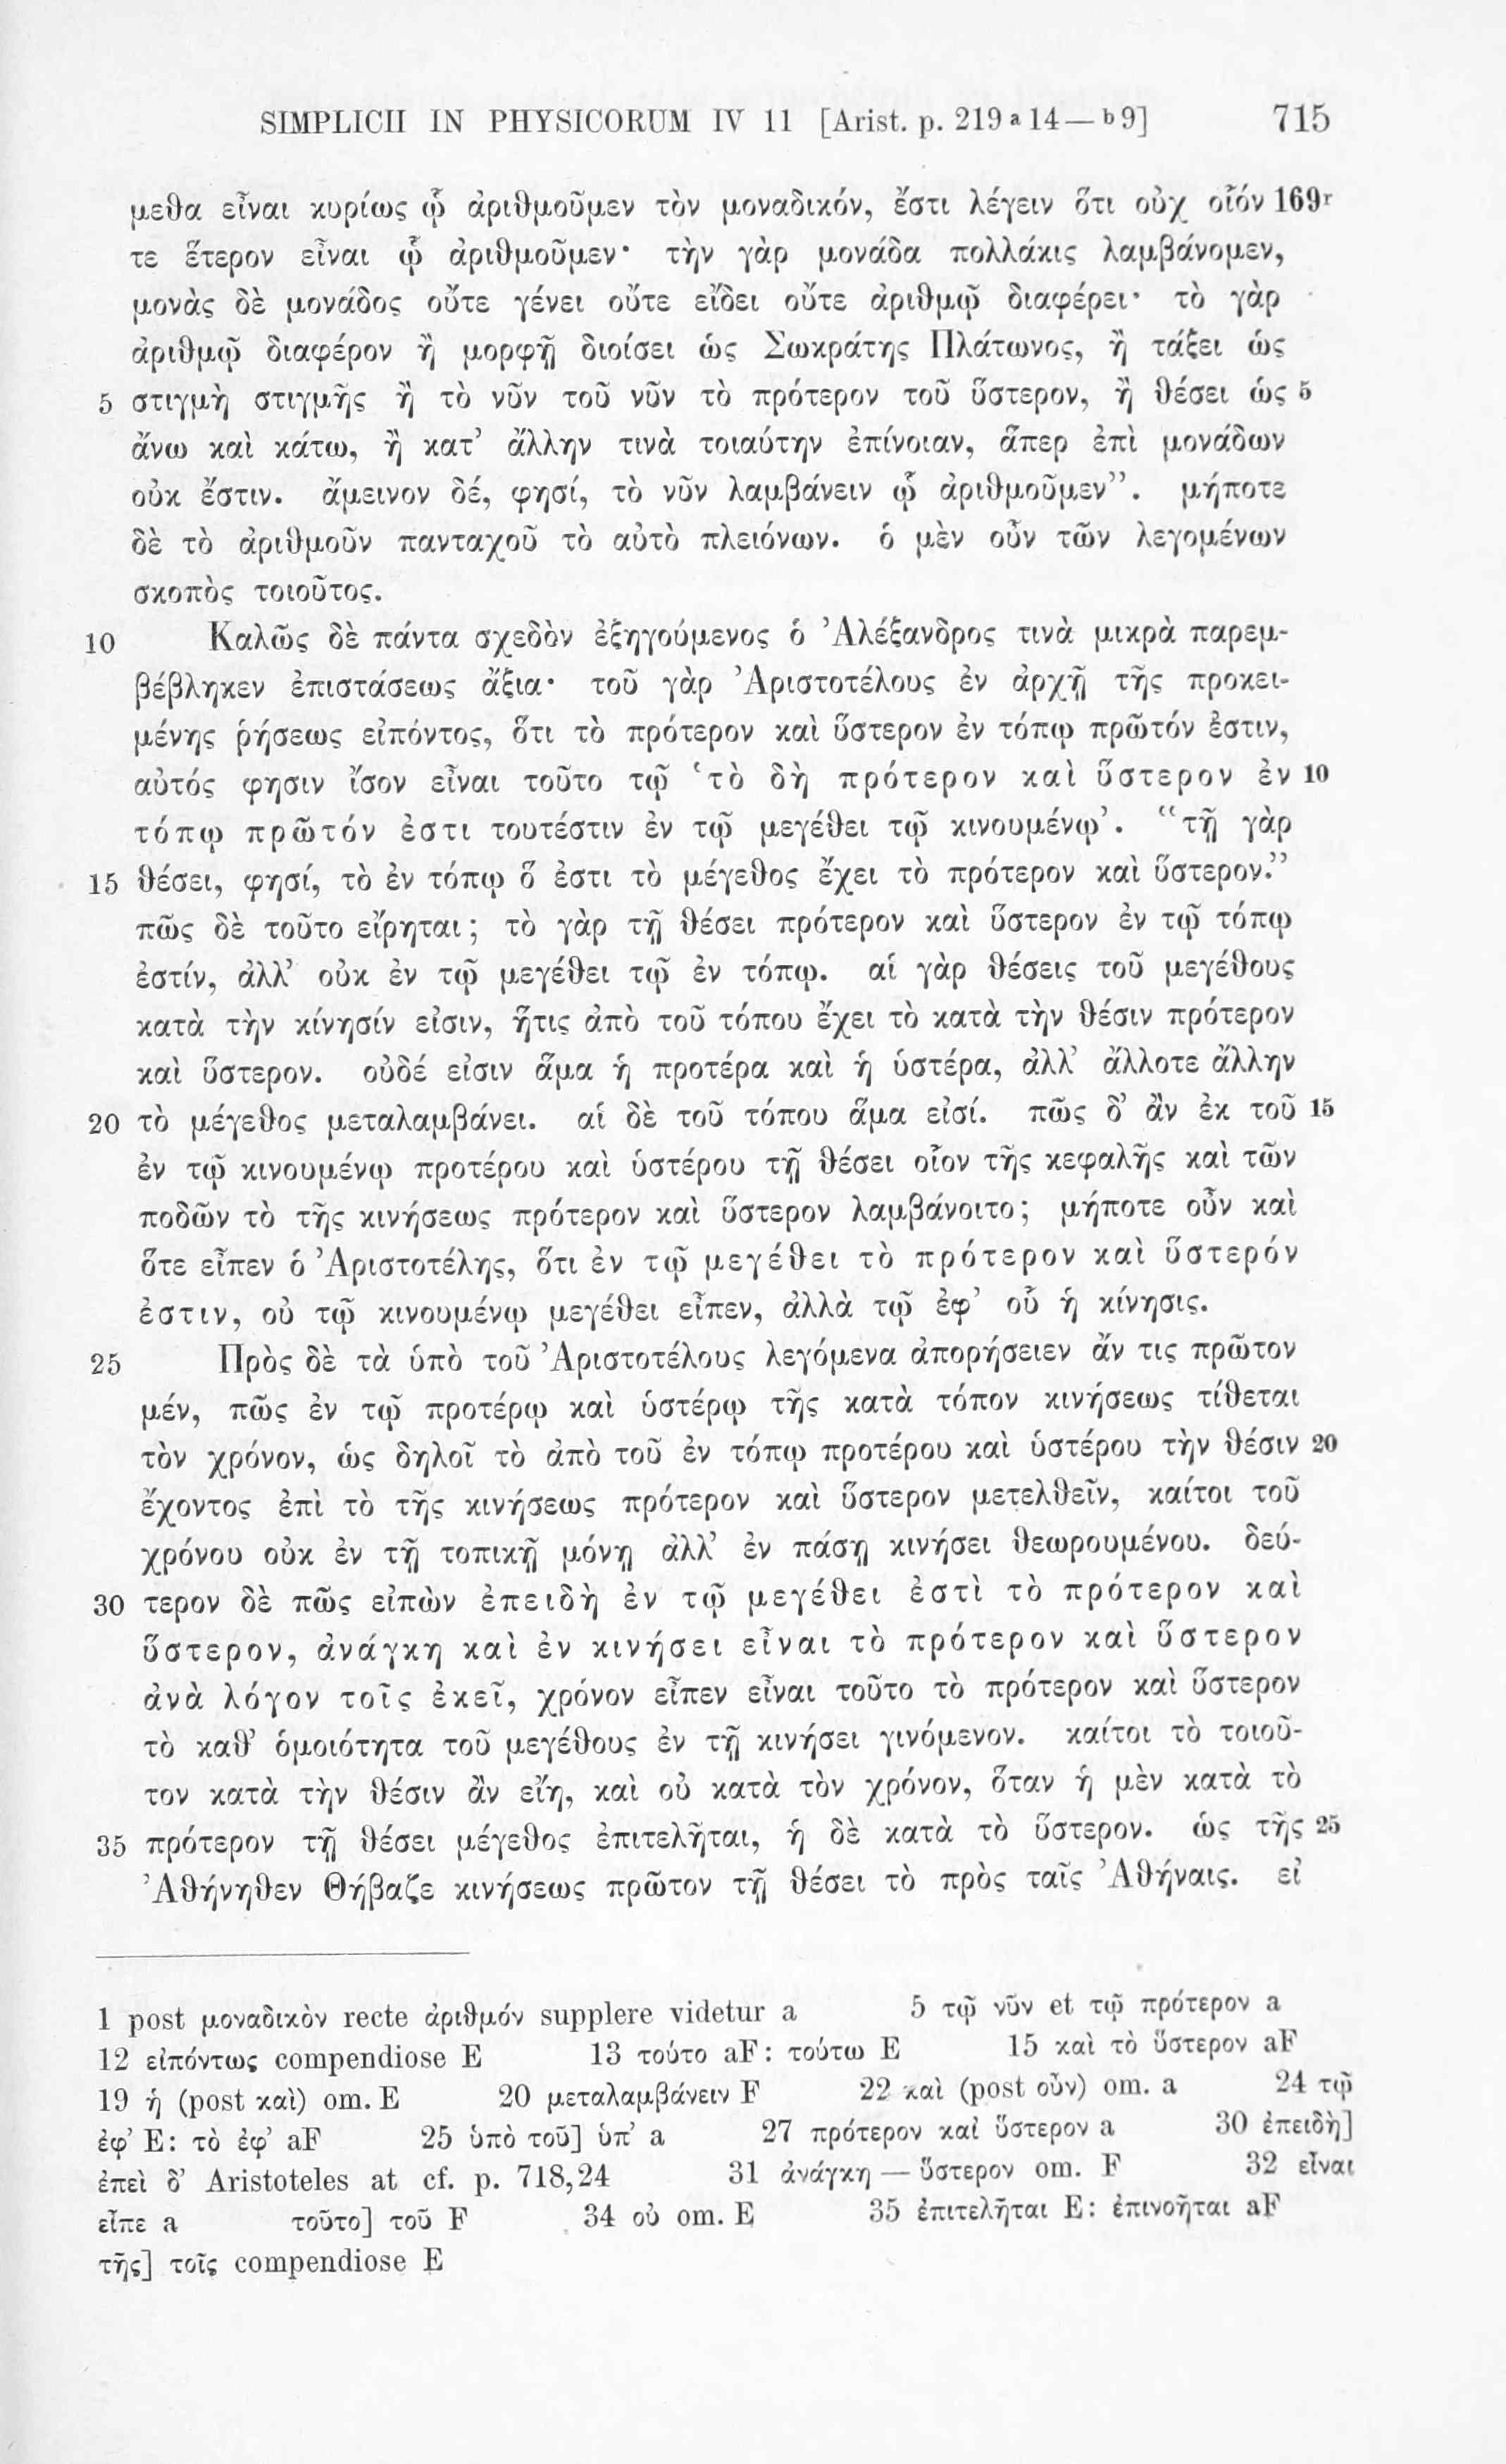 SIMPLICII IN PHYSICORUM IV 11 [Arist. p. 219 a 14 — b 9] 715
μεθα εἶναι κυρίως ᾧ ἀριθμοῦμεν τὸν μοναδικόν, ἔστι λέγειν ὅτι οὐχ οἷόν 169r
τε ἕτερον εἶναι ᾧ ἀριθμοῦμεν· τὴν γὰρ μονάδα πολλάκις λαμβάνομεν,
μονὰς δὲ μονάδος οὔτε γένει οὔτε εἴδει οὔτε ἀριθμῷ διαφέρει· τὸ γὰρ
ἀριθμῷ διαφέρον ἢ μορφῇ διοίσει ὡς Σωκράτης Πλάτωνος, ἢ τάξει ὡς
5 στιγμὴ στιγμῆς ἢ τὸ νῦν τοῦ νῦν τὸ πρότερον τοῦ ὕστερον, ἢ θέσει ὡς 5
ἄνω καὶ κάτω, ἢ κατ’ ἄλλην τινὰ τοιαύτην ἐπίνοιαν, ἅπερ ἐπὶ μονάδων
οὐκ ἔστιν. ἄμεινον δέ, φησί, τὸ νῦν λαμβάνειν ᾧ ἀριθμοῦμεν”. μήποτε
δὲ τὸ ἀριθμοῦν πανταχοῦ τὸ αὐτὸ πλειόνων. ὁ μὲν οὖν τῶν λεγομένων
σκοπὸς τοιοῦτος.
10 Καλῶς δὲ πάντα σχεδὸν ἐξηγούμενος ὁ Ἀλέξανδρος τινὰ μικρὰ παρεμ-
βέβληκεν ἐπιστάσεως ἄξια· τοῦ γὰρ Ἀριστοτέλους ἐν ἀρχῇ τῆς προκει-
μένης ῥήσεως εἰπόντος, ὅτι τὸ πρότερον καὶ ὕστερον ἐν τόπῳ πρῶτόν ἐστιν,
αὐτός φησιν ἴσον εἶναι τοῦτο τῷ ‘τὸ δὴ πρότερον καὶ ὕστερον ἐν 10
τόπῳ πρῶτόν ἐστι τουτέστιν ἐν τῷ μεγέθει τῷ κινουμένῳ’. “τῇ γὰρ
15 θέσει, φησί, τὸ ἐν τόπῳ ὅ ἐστι τὸ μέγεθος ἔχει τὸ πρότερον καὶ ὕστερον.”
πῶς δὲ τοῦτο εἴρηται; τὸ γὰρ τῇ θέσει πρότερον καὶ ὕστερον ἐν τῷ τόπῳ
ἐστίν, ἀλλ’ οὐκ ἐν τῷ μεγέθει τῷ ἐν τόπῳ. αἱ γὰρ θέσεις τοῦ μεγέθους
κατὰ τὴν κίνησίν εἰσιν, ἥτις ἀπὸ τοῦ τόπου ἔχει τὸ κατὰ τὴν θέσιν πρότερον
καὶ ὕστερον. οὐδέ εἰσιν ἅμα ἡ προτέρα καὶ ἡ ὑστέρα, ἀλλ’ ἄλλοτε ἄλλην
20 τὸ μέγεθος μεταλαμβάνει. αἱ δὲ τοῦ τόπου ἅμα εἰσί. πῶς δ’ ἂν ἐκ τοῦ 15
ἐν τῷ κινουμένῳ προτέρου καὶ ὑστέρου τῇ θέσει οἷον τῆς κεφαλῆς καὶ τῶν
ποδῶν τὸ τῆς κινήσεως πρότερον καὶ ὕστερον λαμβάνοιτο; μήποτε οὖν καὶ
ὅτε εἶπεν ὁ Ἀριστοτέλης, ὅτι ἐν τῷ μεγέθει τὸ πρότερον καὶ ὕστερόν
ἐστιν, οὐ τῷ κινουμένῳ μεγέθει εἶπεν, ἀλλὰ τῷ ἐφ’ οὗ ἡ κίνησις.
25 Πρὸς δὲ τὰ ὑπὸ τοῦ Ἀριστοτέλους λεγόμενα ἀπορήσειεν ἄν τις πρῶτον
μέν, πῶς ἐν τῷ προτέρῳ καὶ ὑστέρῳ τῆς κατὰ τόπον κινήσεως τίθεται
τὸν χρόνον, ὡς δηλοῖ τὸ ἀπὸ τοῦ ἐν τόπῳ προτέρου καὶ ὑστέρου τὴν θέσιν 20
ἔχοντος ἐπὶ τὸ τῆς κινήσεως πρότερον καὶ ὕστερον μετελθεῖν, καίτοι τοῦ
χρόνου οὐκ ἐν τῇ τοπικῇ μόνῃ ἀλλ’ ἐν πάσῃ κινήσει θεωρουμένου. δεύ-
30 τερον δὲ πῶς εἰπὼν ἐπειδὴ ἐν τῷ μεγέθει ἐστὶ τὸ πρότερον καὶ
ὕστερον, ἀνάγκη καὶ ἐν κινήσει εἶναι τὸ πρότερον καὶ ὕστερον
ἀνὰ λόγον τοῖς ἐκεῖ, χρόνον εἶπεν εἶναι τοῦτο τὸ πρότερον καὶ ὕστερον
τὸ καθ’ ὁμοιότητα τοῦ μεγέθους ἐν τῇ κινήσει γινόμενον. καίτοι τὸ τοιοῦ-
τον κατὰ τὴν θέσιν ἂν εἴη, καὶ οὐ κατὰ τὸν χρόνον, ὅταν ἡ μὲν κατὰ τὸ
35 πρότερον τῇ θέσει μέγεθος ἐπιτελῆται, ἡ δὲ κατὰ τὸ ὕστερον. ὡς τῆς 25
Ἀθήνηθεν Θήβαζε κινήσεως πρῶτον τῇ θέσει τὸ πρὸς ταῖς Ἀθήναις. εἰ
1 post μοναδικὸν recte ἀριθμόν supplere videtur a 5 τῷ νῦν et τῷ πρότερον a
12 εἰπόντως compendiose E 13 τούτο aF: τούτω E 15 καὶ τὸ ὕστερον aF
19 ἡ (post καὶ) om. E 20 μεταλαμβάνειν F 22 καὶ (post οὖν) om. a 24 τῷ
ἐφ’ E: τὸ ἐφ’ aF 25 ὑπὸ τοῦ] ὑπ’ a 27 πρότερον καὶ ὕστερον a 30 ἐπειδὴ]
ἐπεὶ δ’ Aristoteles at cf. p. 718,24 31 ἀνάγκη — ὕστερον om. F 32 εἶναι
εἶπε a τοῦτο] τοῦ F 34 οὐ om. E 35 ἐπιτελῆται E: ἐπινοῆται aF
τῆς] τοῖς compendiose E